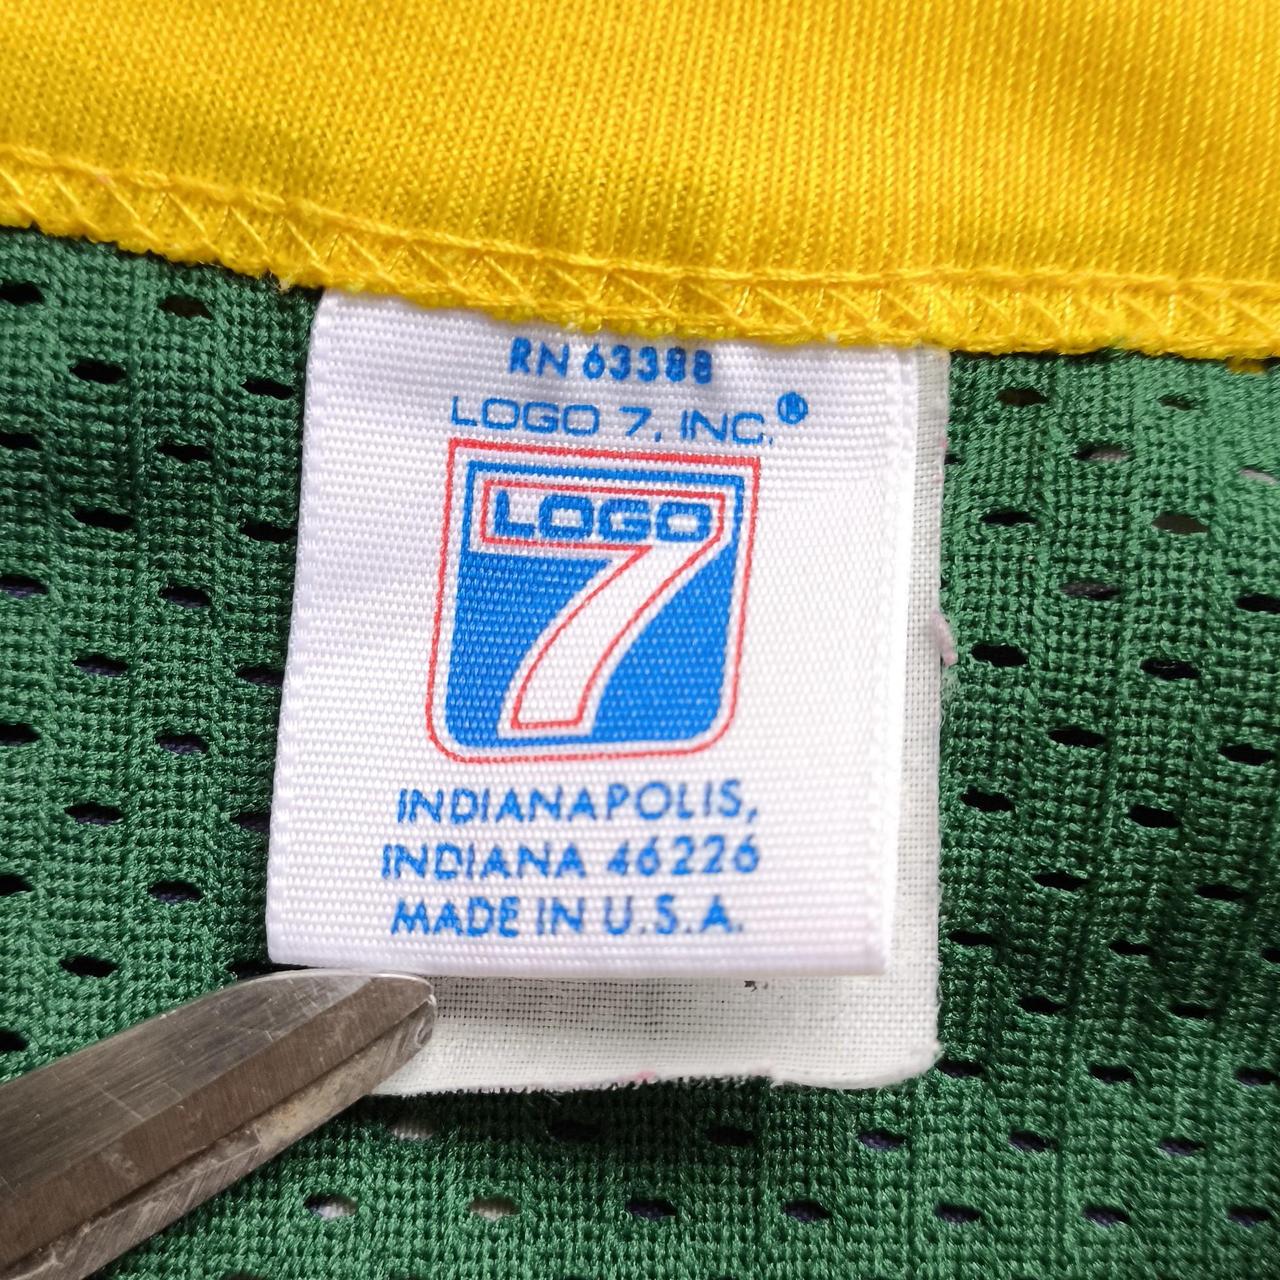 RN 63388
LOGO 7, INC.®
LOGO
7
INDIANAPOLIS,
INDIANA 46226
MADE IN U.S.A.